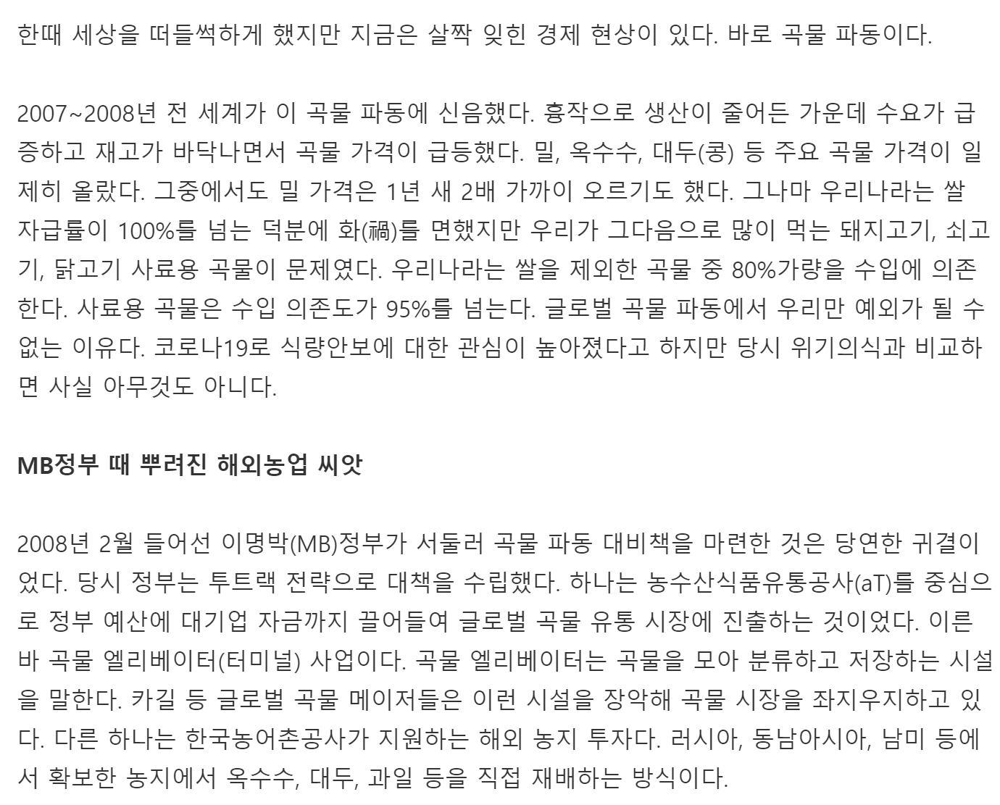 한때 세상을 떠들썩하게 했지만 지금은 살짝 잊힌 경제 현상이 있다. 바로 곡물 파동이다.
2007~2008년 전 세계가 이 곡물 파동에 신음했다. 흉작으로 생산이 줄어든 가운데 수요가 급
증하고 재고가 바닥나면서 곡물 가격이 급등했다. 밀, 옥수수, 대두(콩) 등 주요 곡물 가격이 일
제히 올랐다. 그중에서도 밀 가격은 1년 새 2배 가까이 오르기도 했다. 그나마 우리나라는 쌀
자급률이 100%를 넘는 덕분에 화(禍)를 면했지만 우리가 그다음으로 많이 먹는 돼지고기, 쇠고
기, 닭고기 사료용 곡물이 문제였다. 우리나라는 쌀을 제외한 곡물 중 80%가량을 수입에 의존
한다. 사료용 곡물은 수입 의존도가 95%를 넘는다. 글로벌 곡물 파동에서 우리만 예외가 될 수
없는 이유다. 코로나19로 식량안보에 대한 관심이 높아졌다고 하지만 당시 위기의식과 비교하
면 사실 아무것도 아니다.
MB정부 때 뿌려진 해외농업 씨앗
2008년 2월 들어선 이명박(MB)정부가 서둘러 곡물 파동 대비책을 마련한 것은 당연한 귀결이
었다. 당시 정부는 투트랙 전략으로 대책을 수립했다. 하나는 농수산식품유통공사(aT)를 중심으
로 정부 예산에 대기업 자금까지 끌어들여 글로벌 곡물 유통 시장에 진출하는 것이었다. 이른
바 곡물 엘리베이터(터미널) 사업이다. 곡물 엘리베이터는 곡물을 모아 분류하고 저장하는 시설
을 말한다. 카길 등 글로벌 곡물 메이저들은 이런 시설을 장악해 곡물 시장을 좌지우지하고 있
다. 다른 하나는 한국농어촌공사가 지원하는 해외 농지 투자다. 러시아, 동남아시아, 남미 등에
서 확보한 농지에서 옥수수, 대두, 과일 등을 직접 재배하는 방식이다.